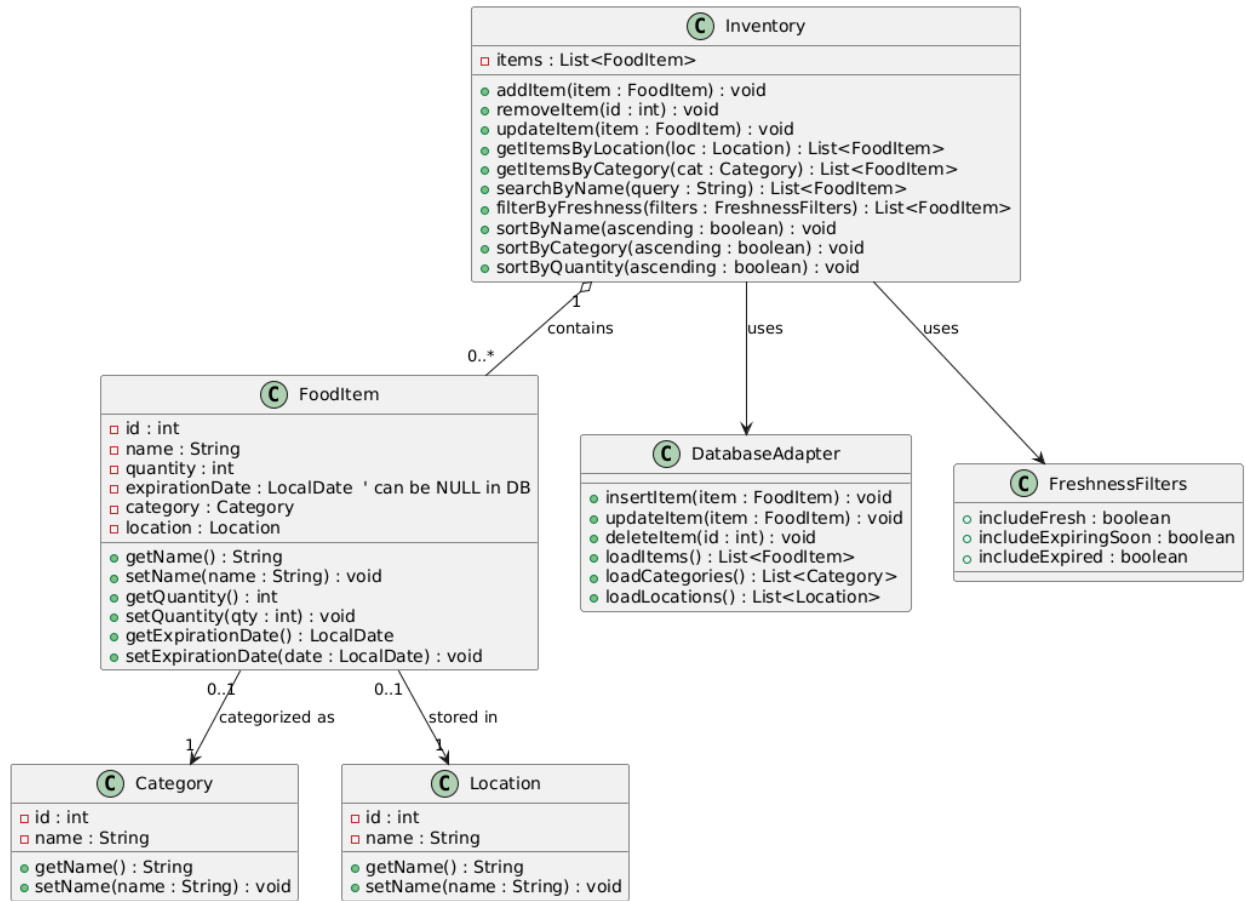 C Inventory
items : List<FoodItem>
addItem(item : FoodItem) : void
removeItem(id : int) : void
updateItem(item : FoodItem) : void
getItemsByLocation(loc : Location) : List<FoodItem>
getItemsByCategory(cat : Category) : List<FoodItem>
searchByName(query : String) : List<FoodItem>
filterByFreshness(filters : FreshnessFilters) : List<FoodItem>
sortByName(ascending : boolean) : void
sortByCategory(ascending : boolean) : void
sortByQuantity(ascending : boolean) : void
1
contains
uses
uses
0..*
C FoodItem
id : int
name : String
quantity : int
expirationDate : LocalDate ' can be NULL in DB
category : Category
location : Location
getName() : String
setName(name : String) : void
getQuantity() : int
setQuantity(qty : int) : void
getExpirationDate() : LocalDate
setExpirationDate(date : LocalDate) : void
C DatabaseAdapter
insertItem(item : FoodItem) : void
updateItem(item : FoodItem) : void
deleteItem(id : int) : void
loadItems() : List<FoodItem>
loadCategories() : List<Category>
loadLocations() : List<Location>
C FreshnessFilters
includeFresh : boolean
includeExpiringSoon : boolean
includeExpired : boolean
0..1
categorized as
1
0..1
stored in
1
C Category
id : int
name : String
getName() : String
setName(name : String) : void
C Location
id : int
name : String
getName() : String
setName(name : String) : void